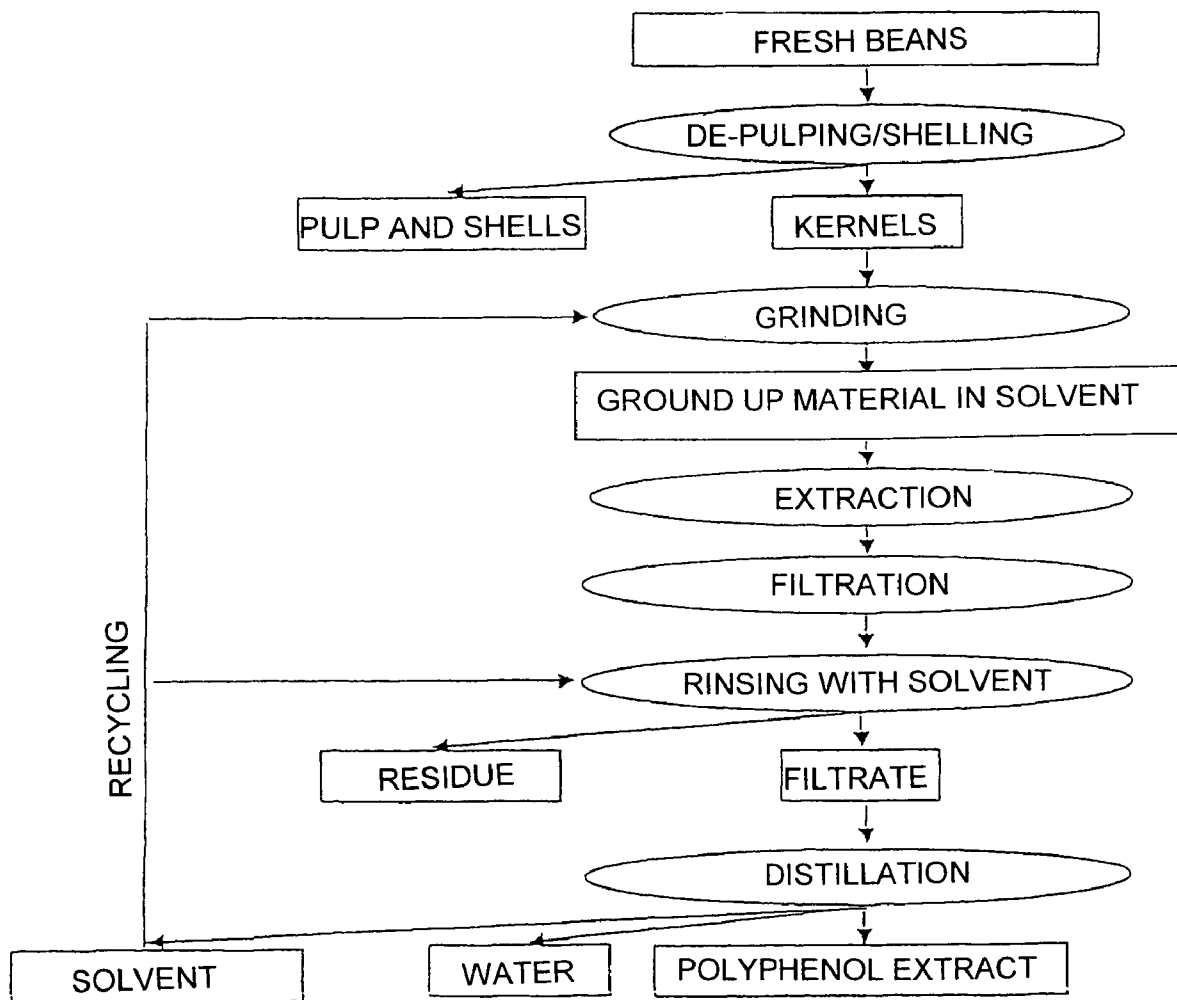 FRESH BEANS
DE-PULPING/SHELLING
PULP AND SHELLS
KERNELS
GRINDING
GROUND UP MATERIAL IN SOLVENT
EXTRACTION
FILTRATION
RECYCLING
RINSING WITH SOLVENT
RESIDUE
FILTRATE
DISTILLATION
SOLVENT
WATER
POLYPHENOL EXTRACT